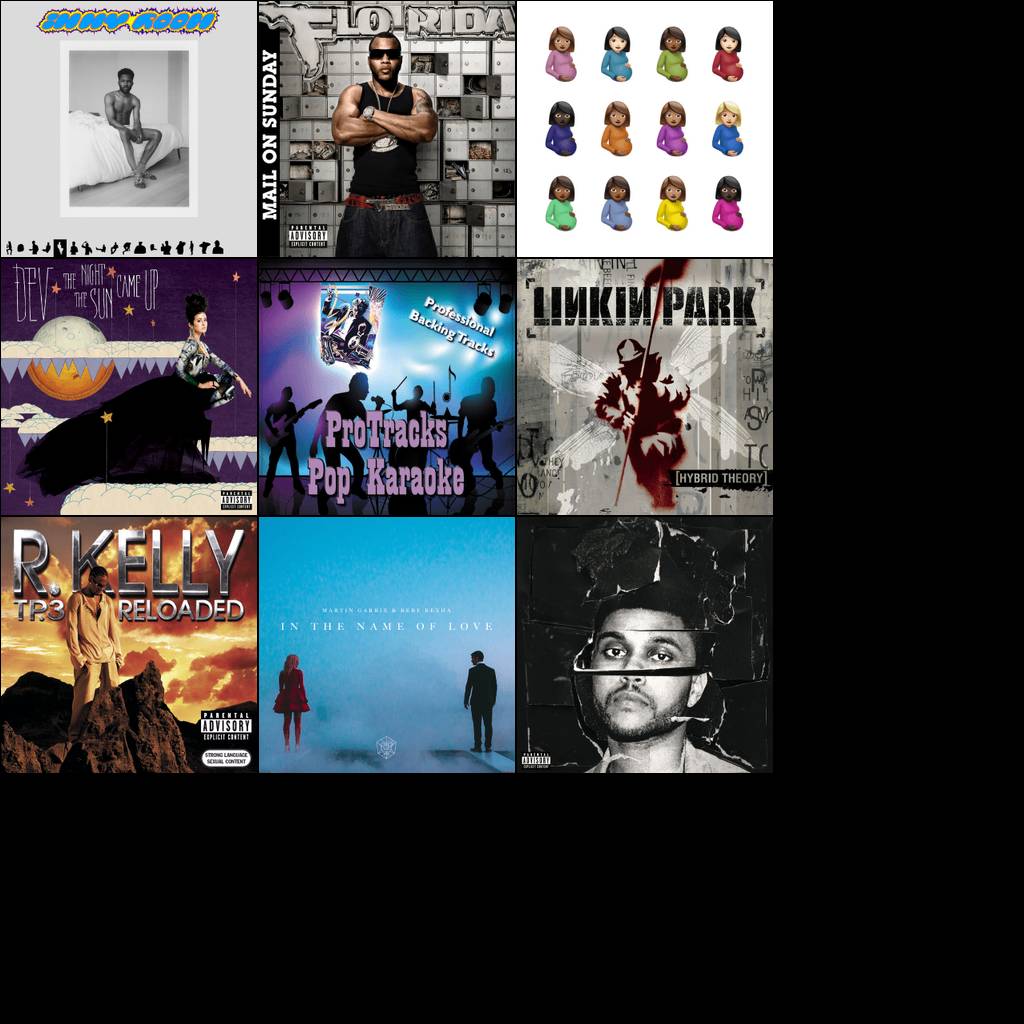 IN MY ROOM
FLO RIDA
MAIL ON SUNDAY
PARENTAL
ADVISORY
EXPLICIT CONTENT
DEV
THE NIGHT
THE SUN
CAME UP
PARENTAL
ADVISORY
EXPLICIT CONTENT
Professional
Backing Tracks
ProTracks
Pop Karaoke
LINKIN PARK
[HYBRID THEORY]
R. KELLY
TP.3 RELOADED
PARENTAL
ADVISORY
EXPLICIT CONTENT
STRONG LANGUAGE
SEXUAL CONTENT
MARTIN GARRIX & BEBE REXHA
IN THE NAME OF LOVE
PARENTAL
ADVISORY
EXPLICIT CONTENT